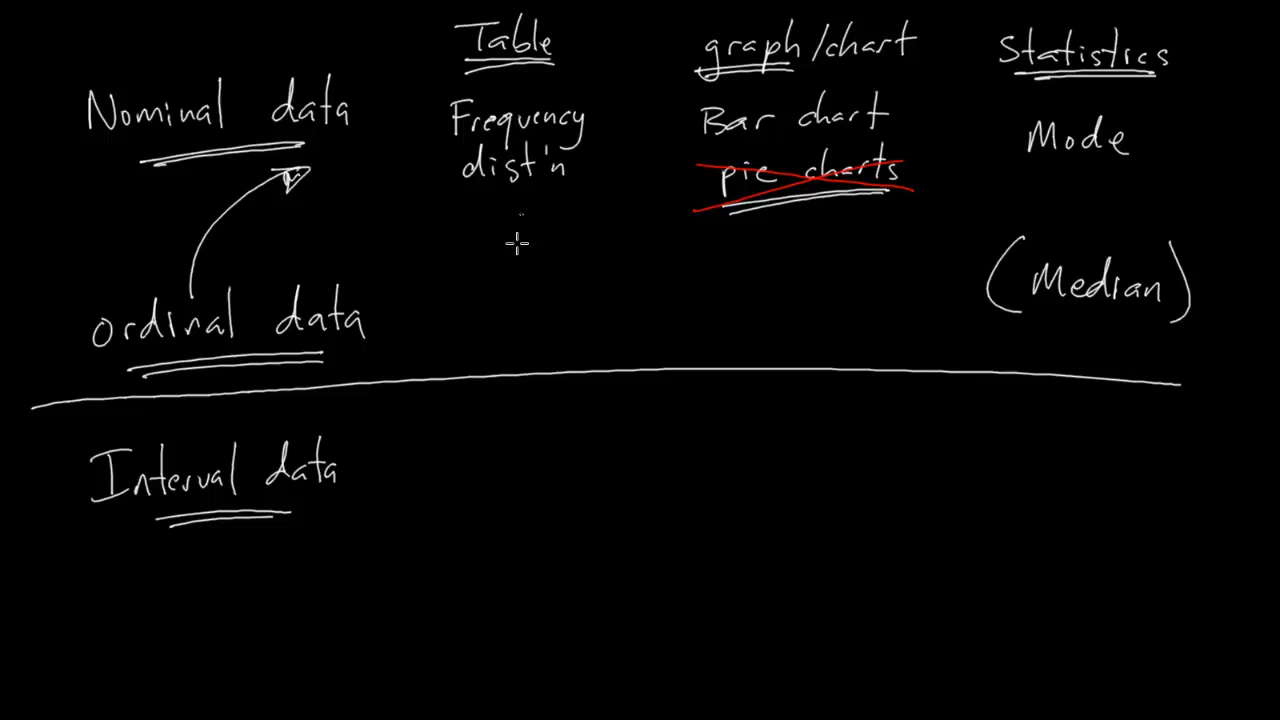 Table
graph/chart
Statistics
Nominal data
Frequency
dist'n
Bar chart
pie charts
Mode
Ordinal data
(Median)
Interval data